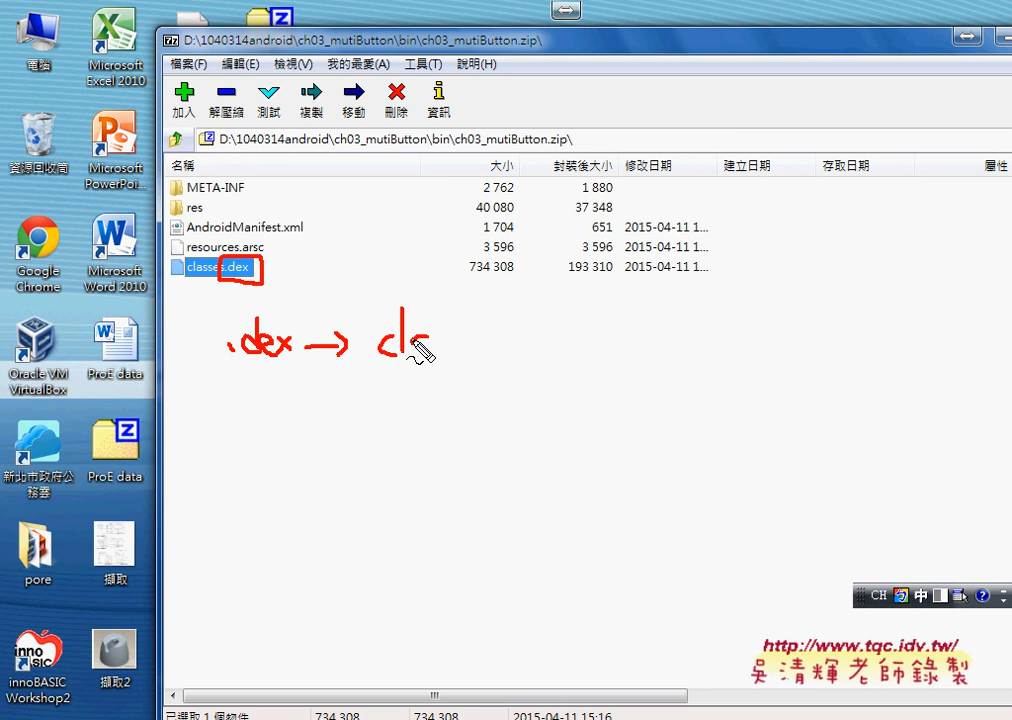 電腦
Microsoft
Excel 2010
資源回收筒
Microsoft
PowerPoi...
Google
Chrome
Microsoft
Word 2010
Oracle VM
VirtualBox
ProE data
新北市政府公
務雲
ProE data
pore
擷取
innoBASIC
Workshop2
擷取2
D:\1040314android\ch03_mutiButton\bin\ch03_mutiButton.zip\
檔案(F) 編輯(E) 檢視(V) 我的最愛(A) 工具(T) 說明(H)
加入 解壓縮 測試 複製 移動 刪除 資訊
D:\1040314android\ch03_mutiButton\bin\ch03_mutiButton.zip\
名稱 大小 封裝後大小 修改日期 建立日期 存取日期 屬性
META-INF 2 762 1 880
res 40 080 37 348
AndroidManifest.xml 1 704 651 2015-04-11 1...
resources.arsc 3 596 3 596 2015-04-11 1...
classes.dex 734 308 193 310 2015-04-11 1...
.dex → cls
CH 中
http://www.tqc.idv.tw/
吳清輝老師錄製
已選取 1 個物件 734 308 734 308 2015-04-11 15:16